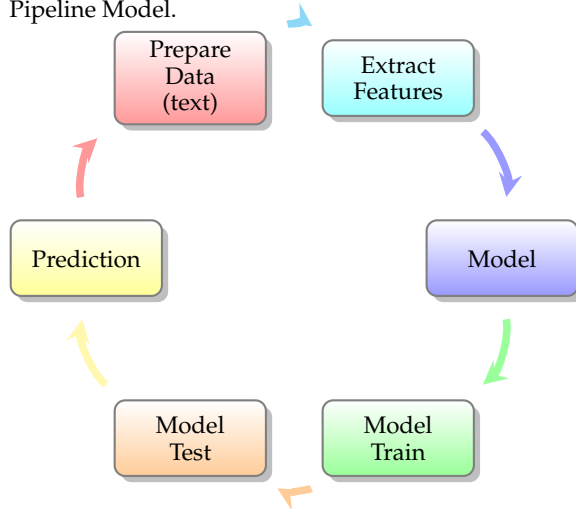 Pipeline Model.
Prepare
Data
(text)
Extract
Features
Model
Model
Train
Model
Test
Prediction